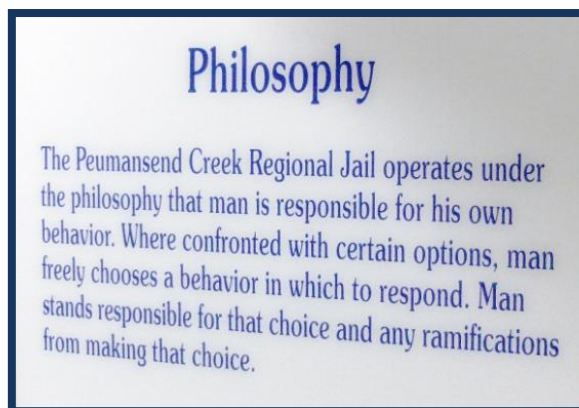 Philosophy
The Peumansend Creek Regional Jail operates under
the philosophy that man is responsible for his own
behavior. Where confronted with certain options, man
freely chooses a behavior in which to respond. Man
stands responsible for that choice and any ramifications
from making that choice.